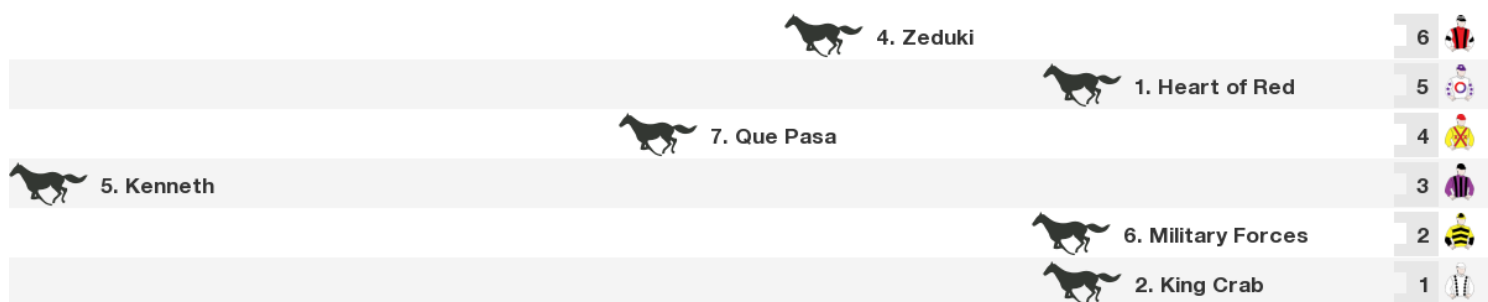 4. Zeduki 6
1. Heart of Red 5
7. Que Pasa 4
5. Kenneth 3
6. Military Forces 2
2. King Crab 1